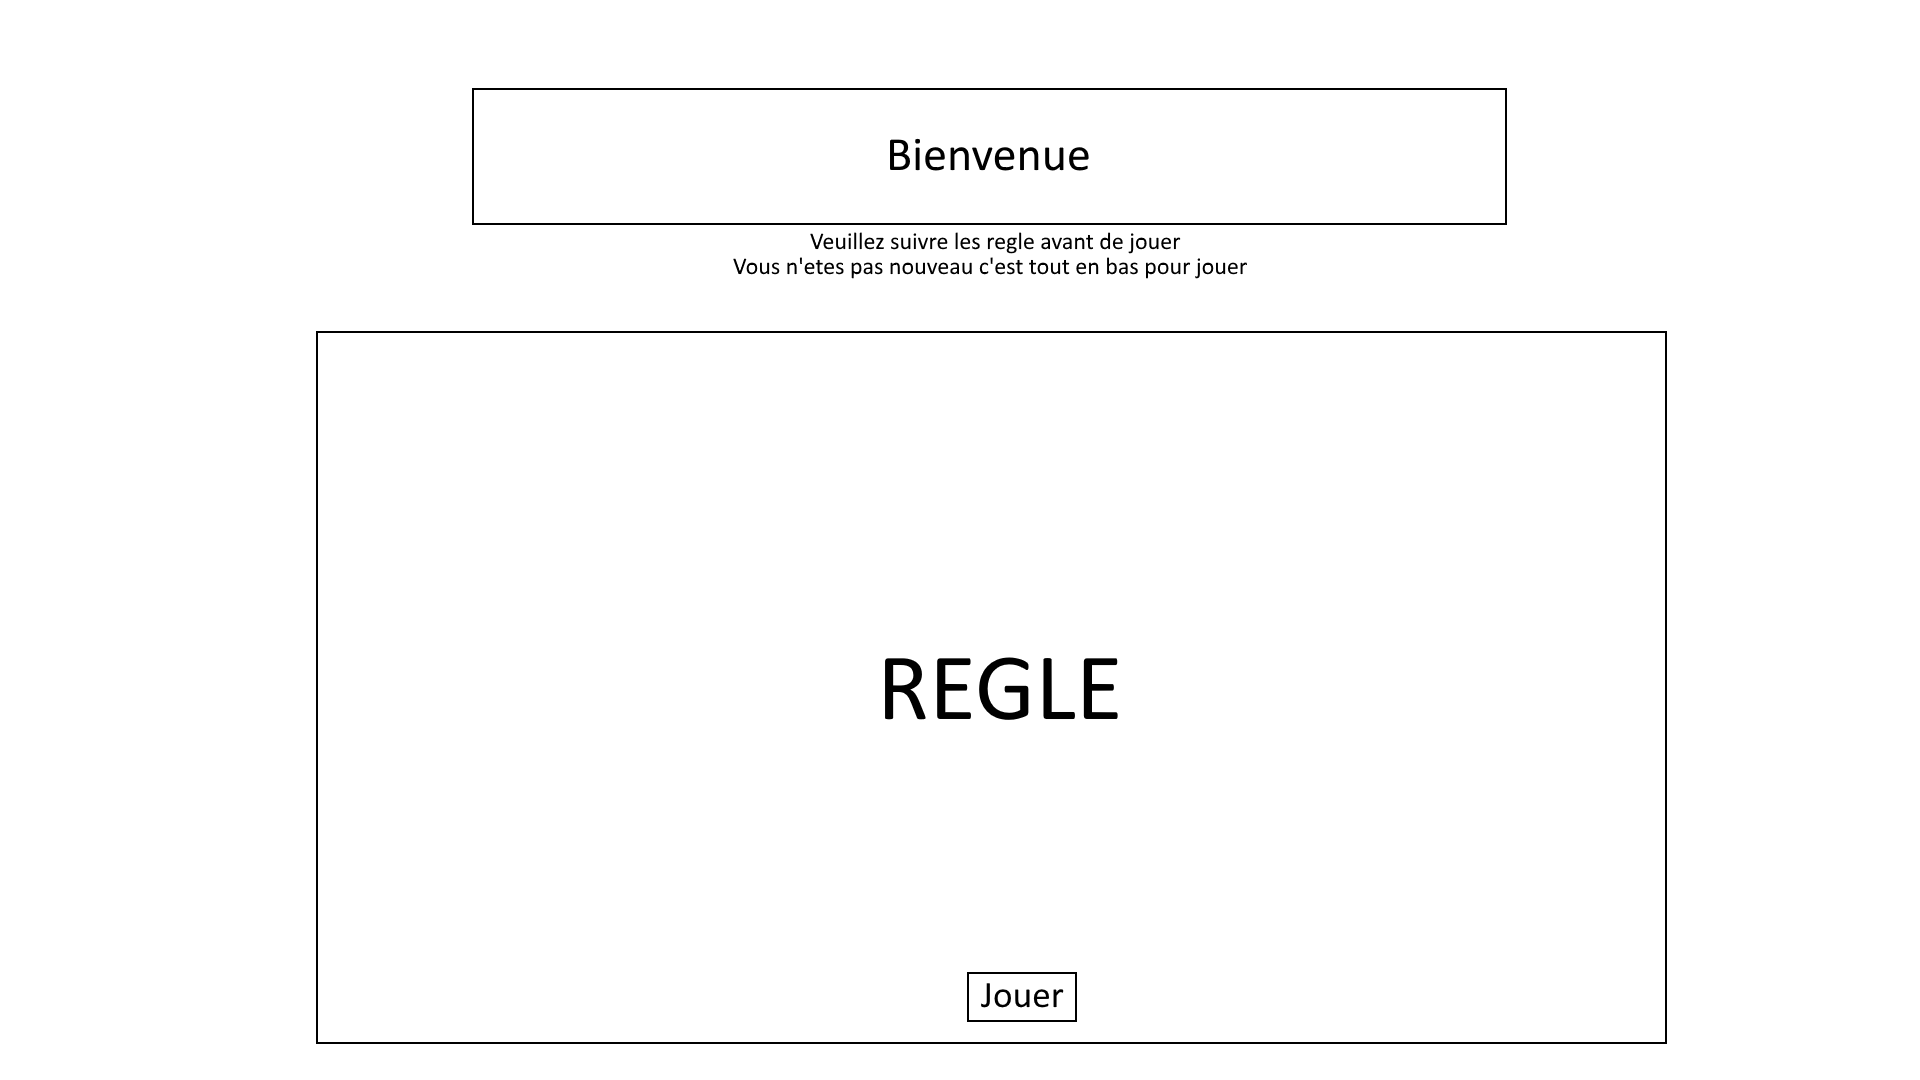 Bienvenue
Veuillez suivre les regle avant de jouer
Vous n'etes pas nouveau c'est tout en bas pour jouer
REGLE
Jouer